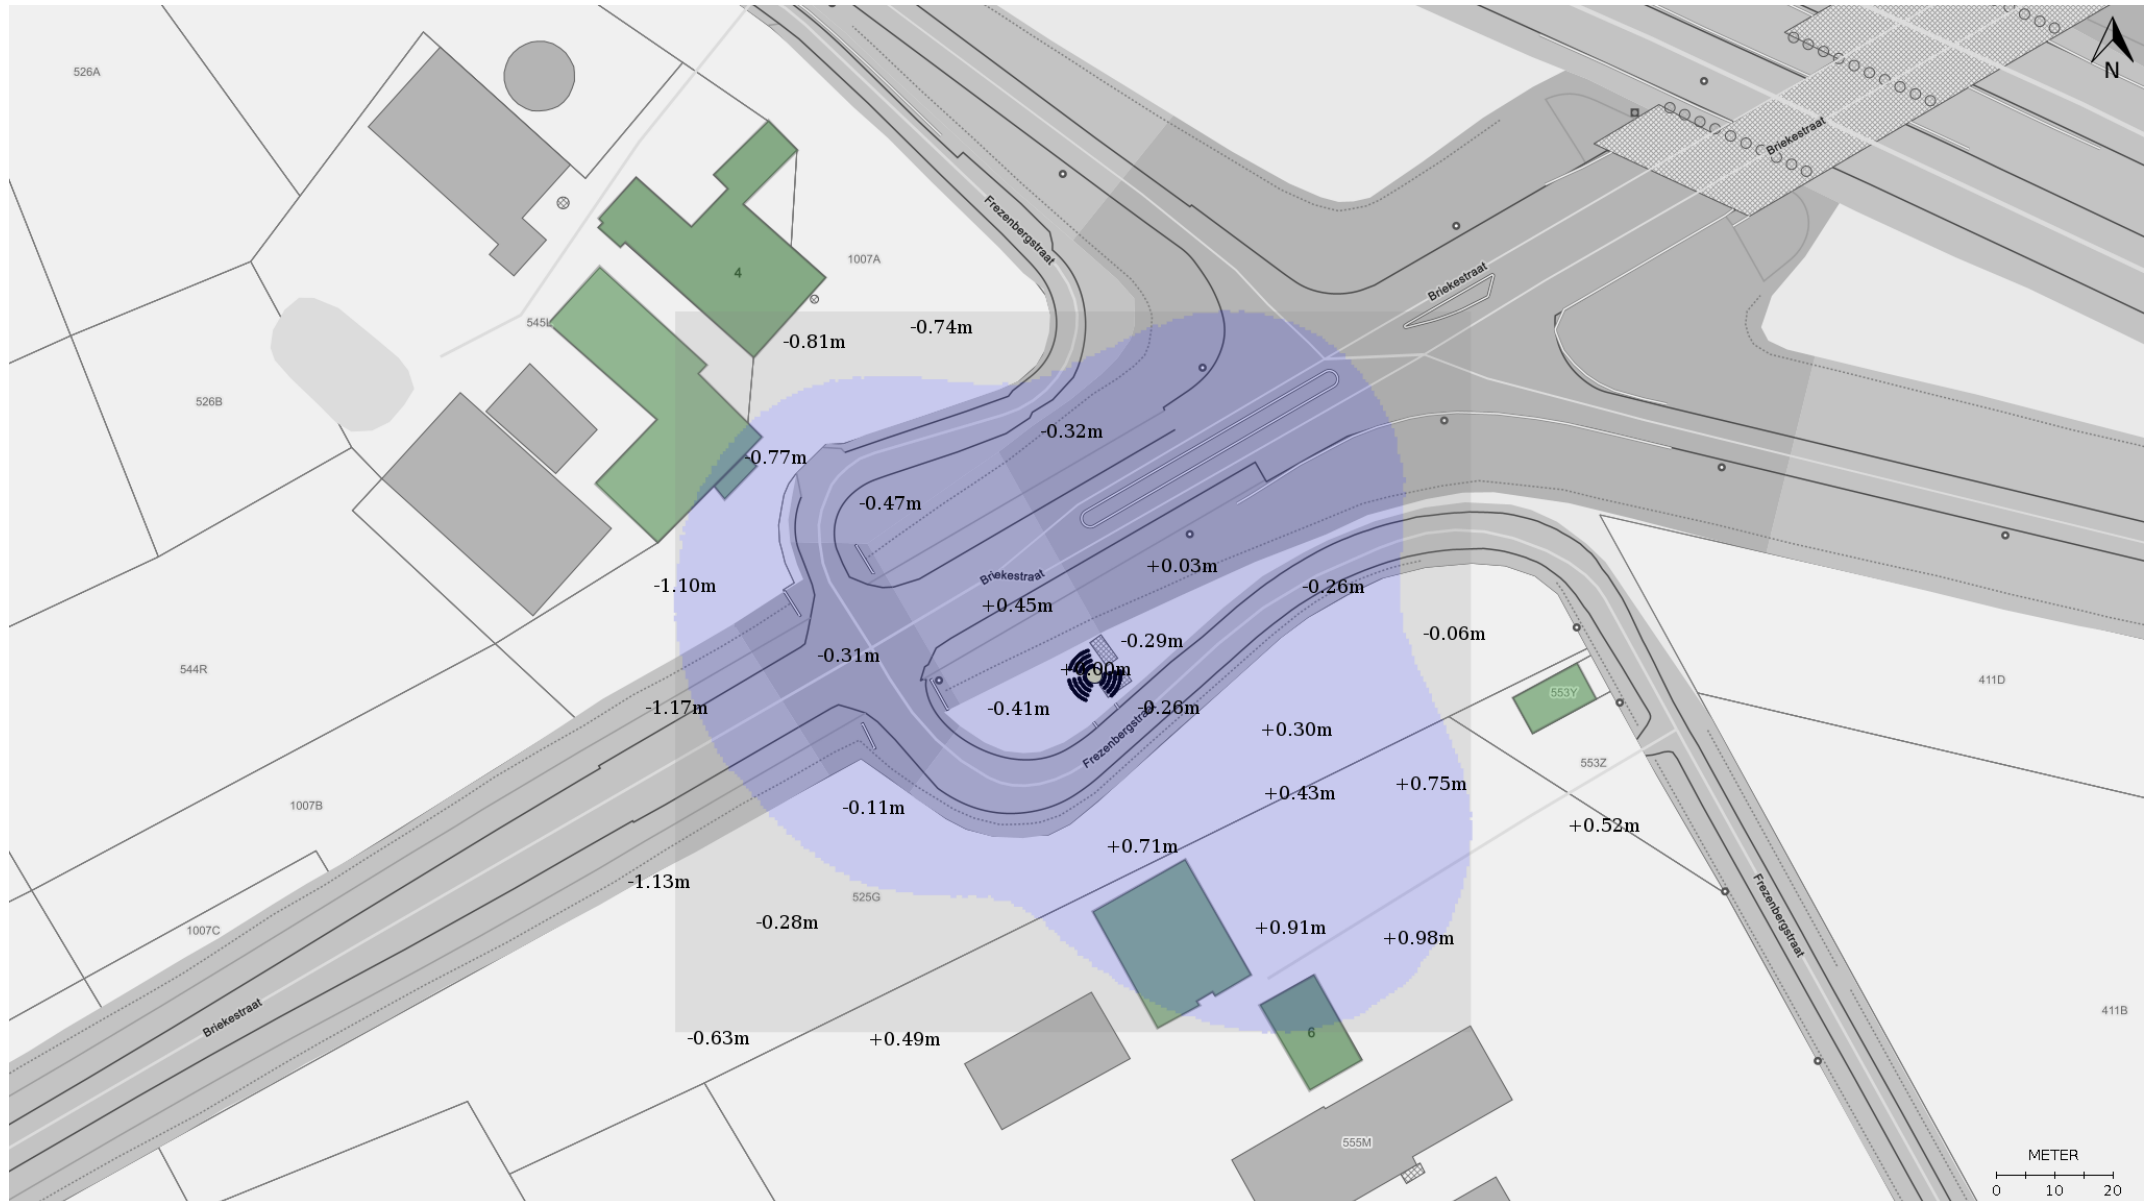 526A
N
Briekestraat
Frezenbergstraat
4
1007A
Briekestraat
545L
-0.74m
-0.81m
526B
-0.32m
-0.77m
-0.47m
+0.03m
Briekestraat
-1.10m
-0.26m
+0.45m
-0.06m
-0.29m
-0.31m
544R
411D
553Y
-1.17m
-0.41m
-0.26m
Frezenbergstraat
+0.30m
553Z
+0.75m
+0.43m
1007B
-0.11m
+0.52m
+0.71m
-1.13m
525G
Frezenbergstraat
-0.28m
+0.91m
1007C
+0.98m
411B
Briekestraat
6
-0.63m
+0.49m
555M
METER
0 10 20